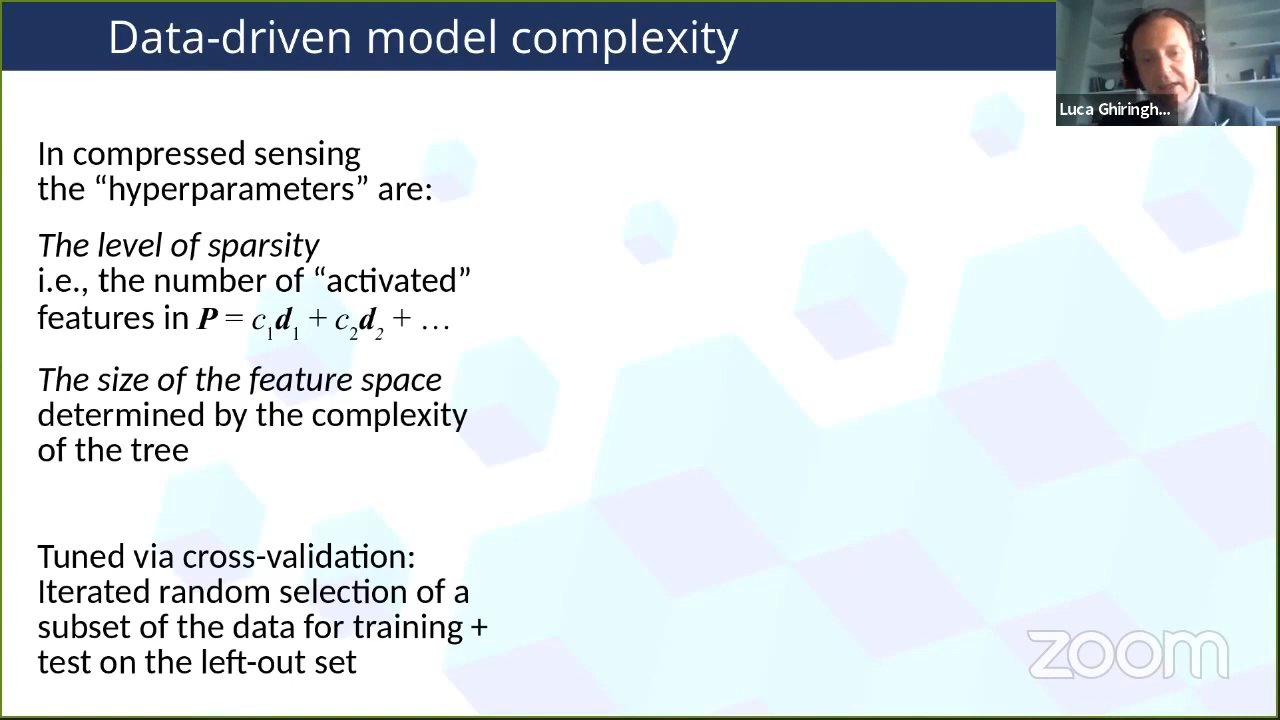 Data-driven model complexity
Luca Ghiringh...
In compressed sensing
the “hyperparameters” are:
The level of sparsity
i.e., the number of “activated”
features in P = c1d1 + c2d2 + …
The size of the feature space
determined by the complexity
of the tree
Tuned via cross-validation:
Iterated random selection of a
subset of the data for training +
test on the left-out set
zoom